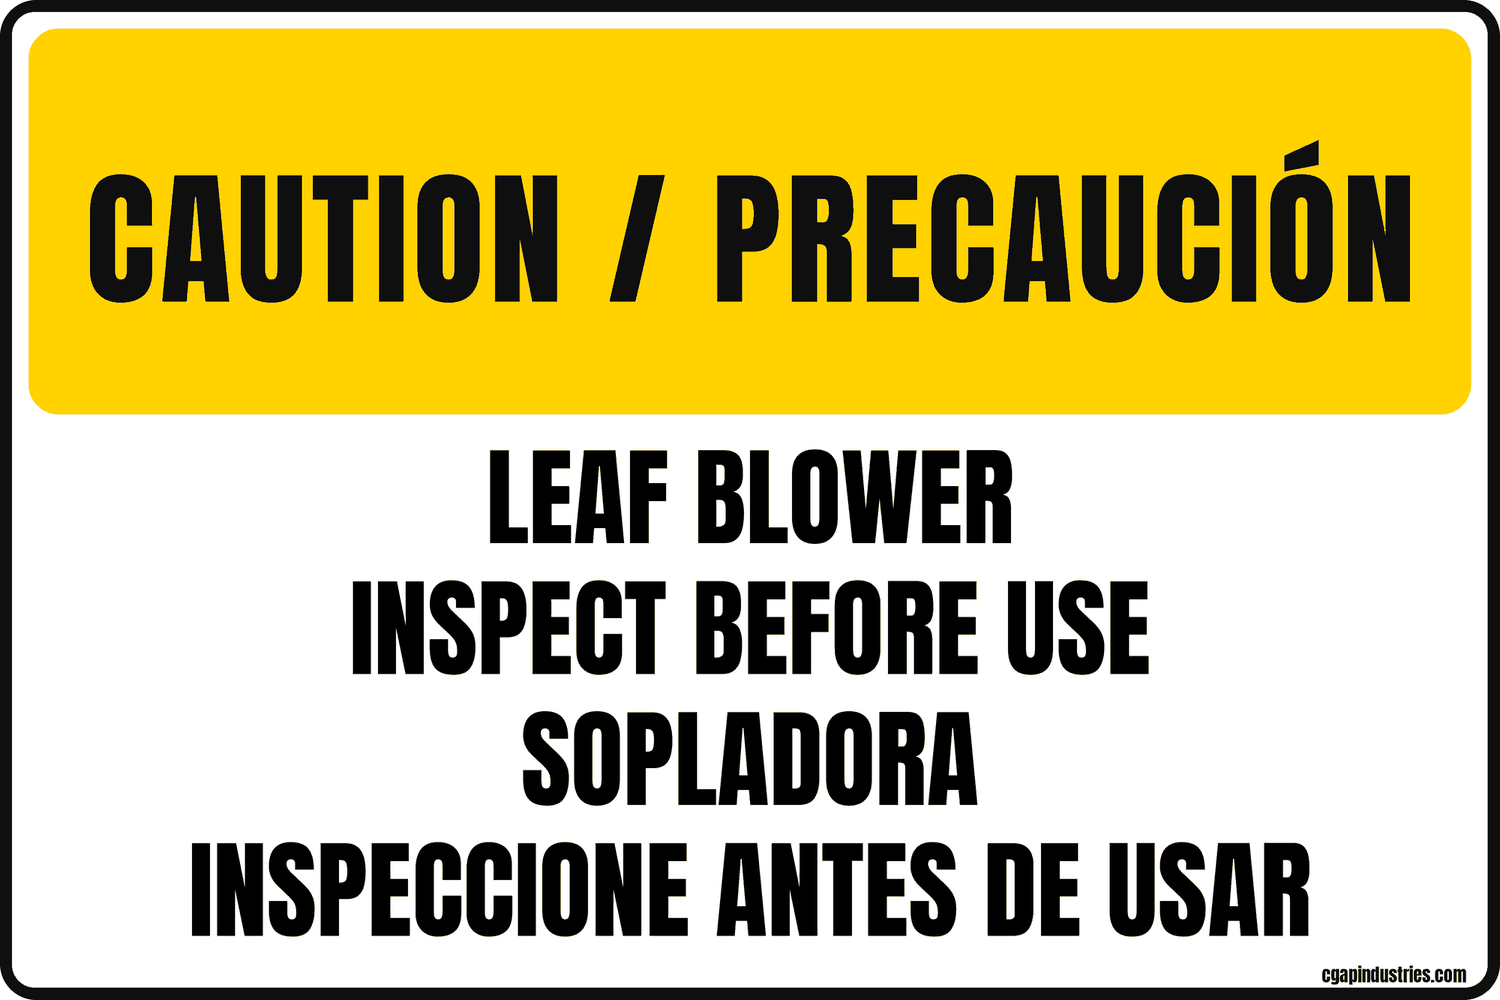 CAUTION / PRECAUCIÓN
LEAF BLOWER
INSPECT BEFORE USE
SOPLADORA
INSPECCIONE ANTES DE USAR
cgapindustries.com